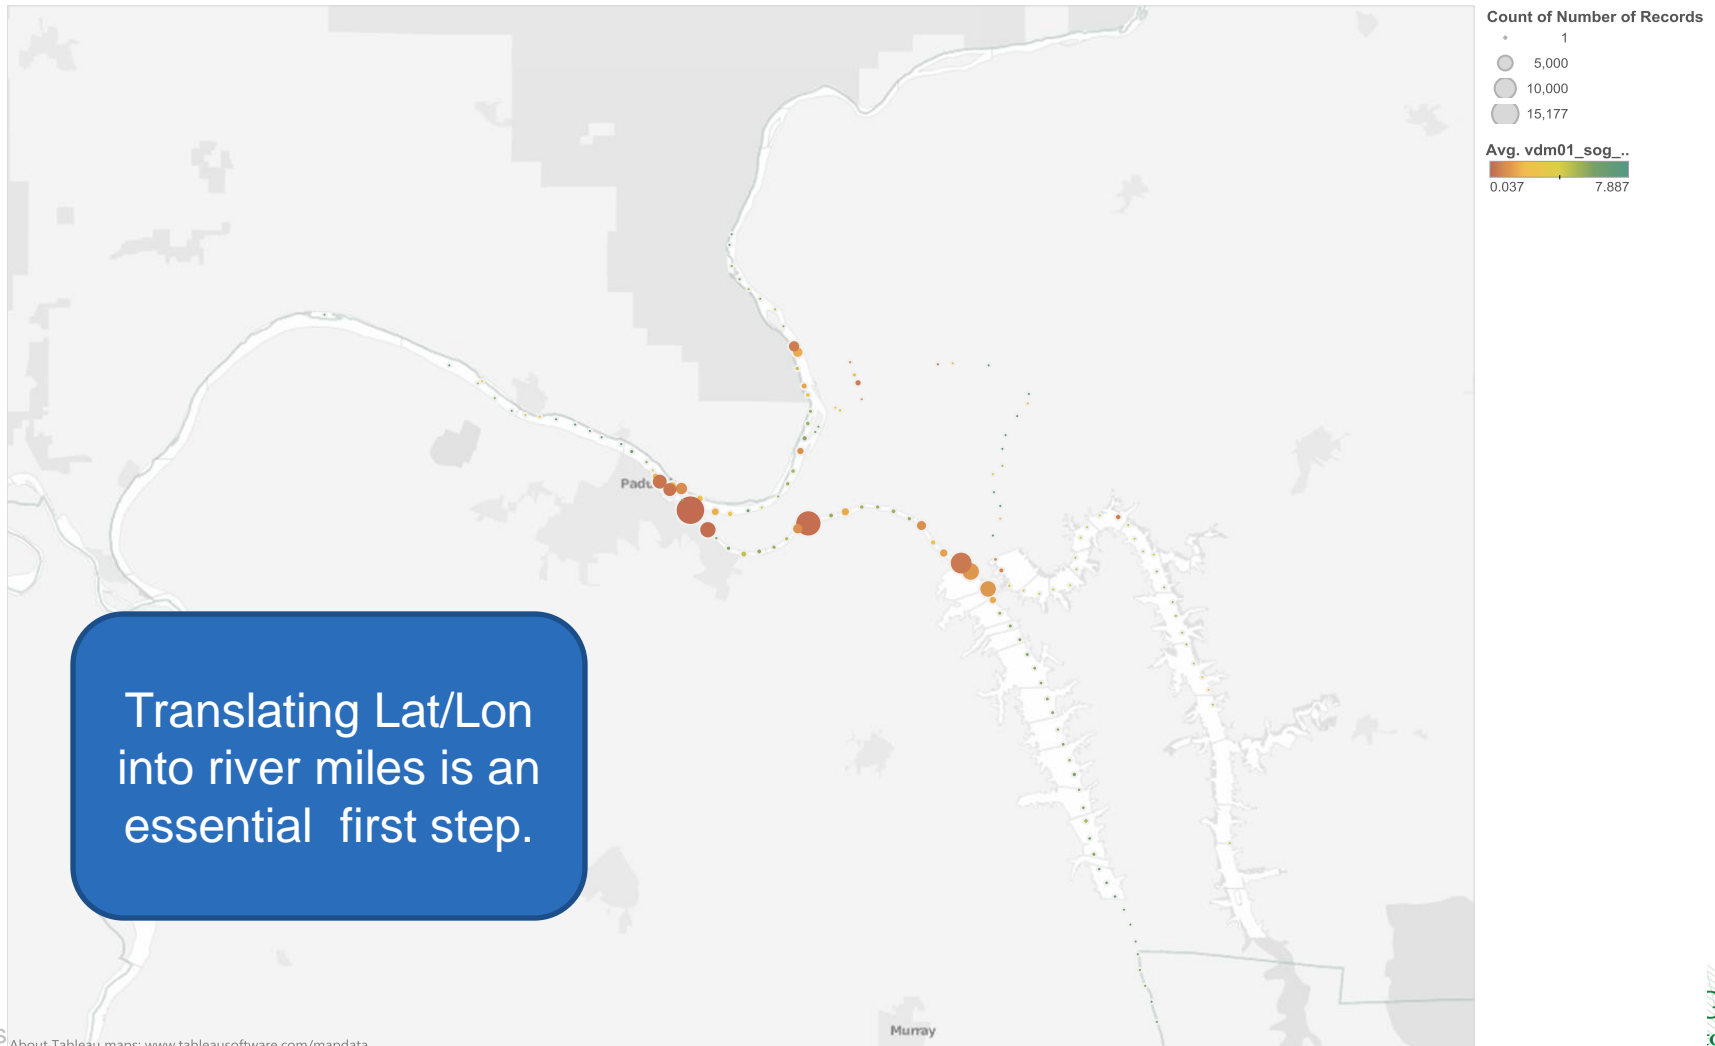 Count of Number of Records
1
5,000
10,000
15,177
Avg. vdm01_sog_..
0.037 7.887
Translating Lat/Lon
into river miles is an
essential first step.
Murray
About Tableau maps: www.tableausoftware.com/mapdata